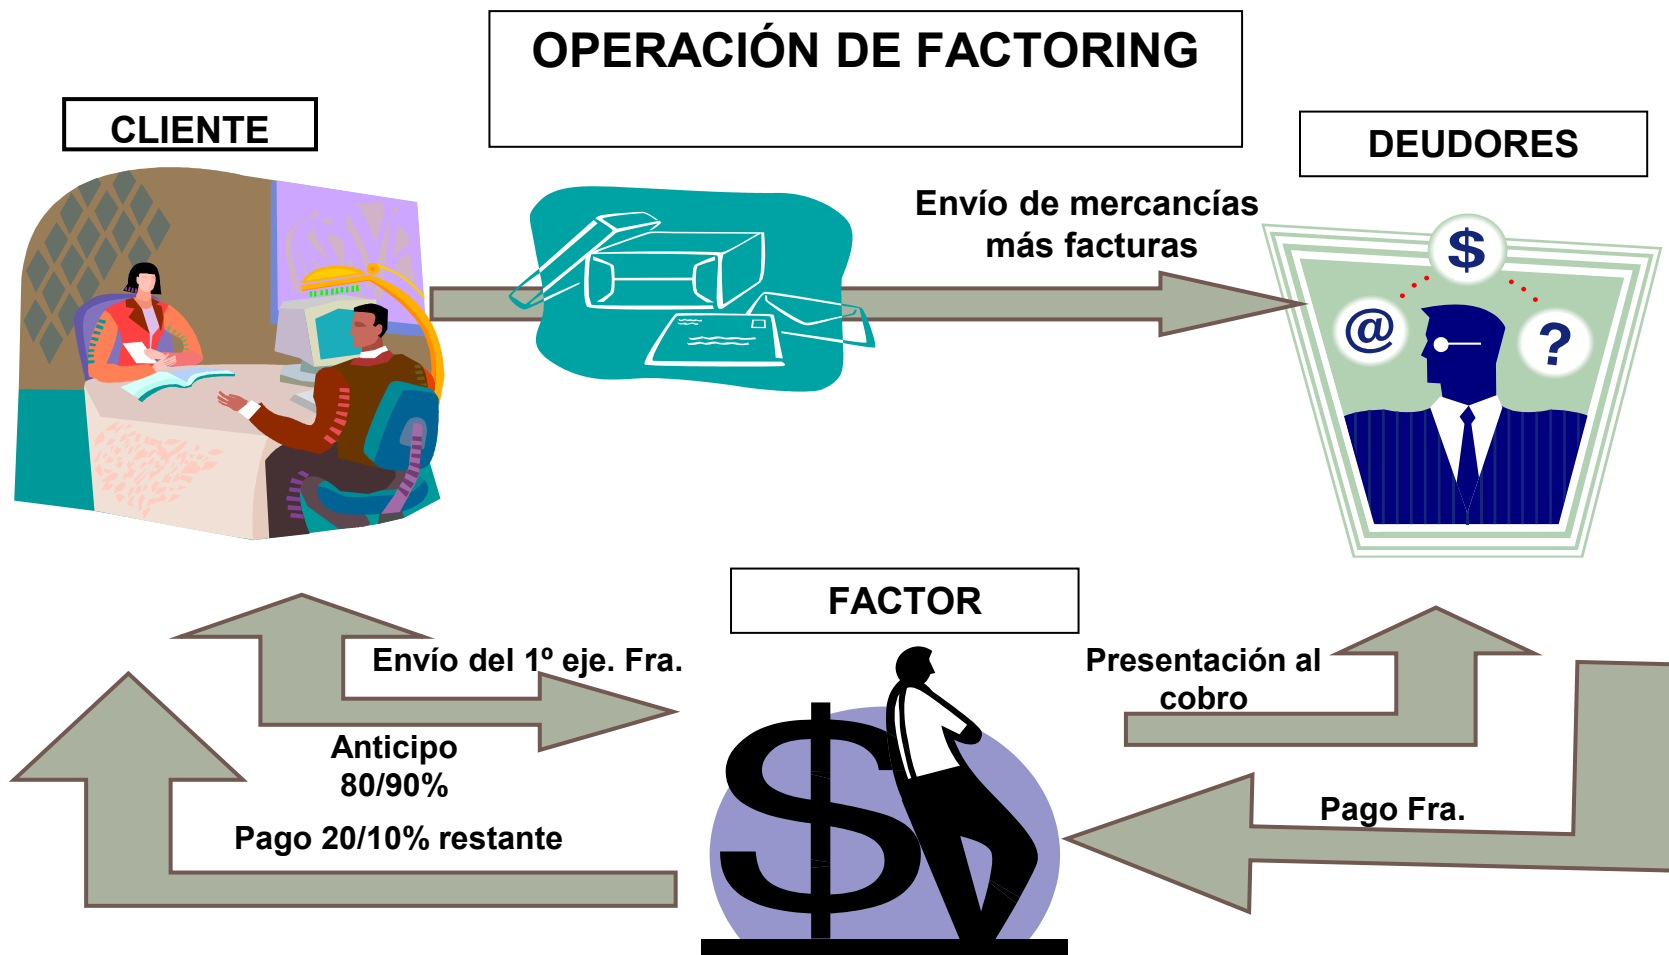 OPERACIÓN DE FACTORING
CLIENTE
DEUDORES
Envío de mercancías
más facturas
$
@
?
FACTOR
Envío del 1º eje. Fra.
Presentación al
cobro
Anticipo
80/90%
$
Pago Fra.
Pago 20/10% restante